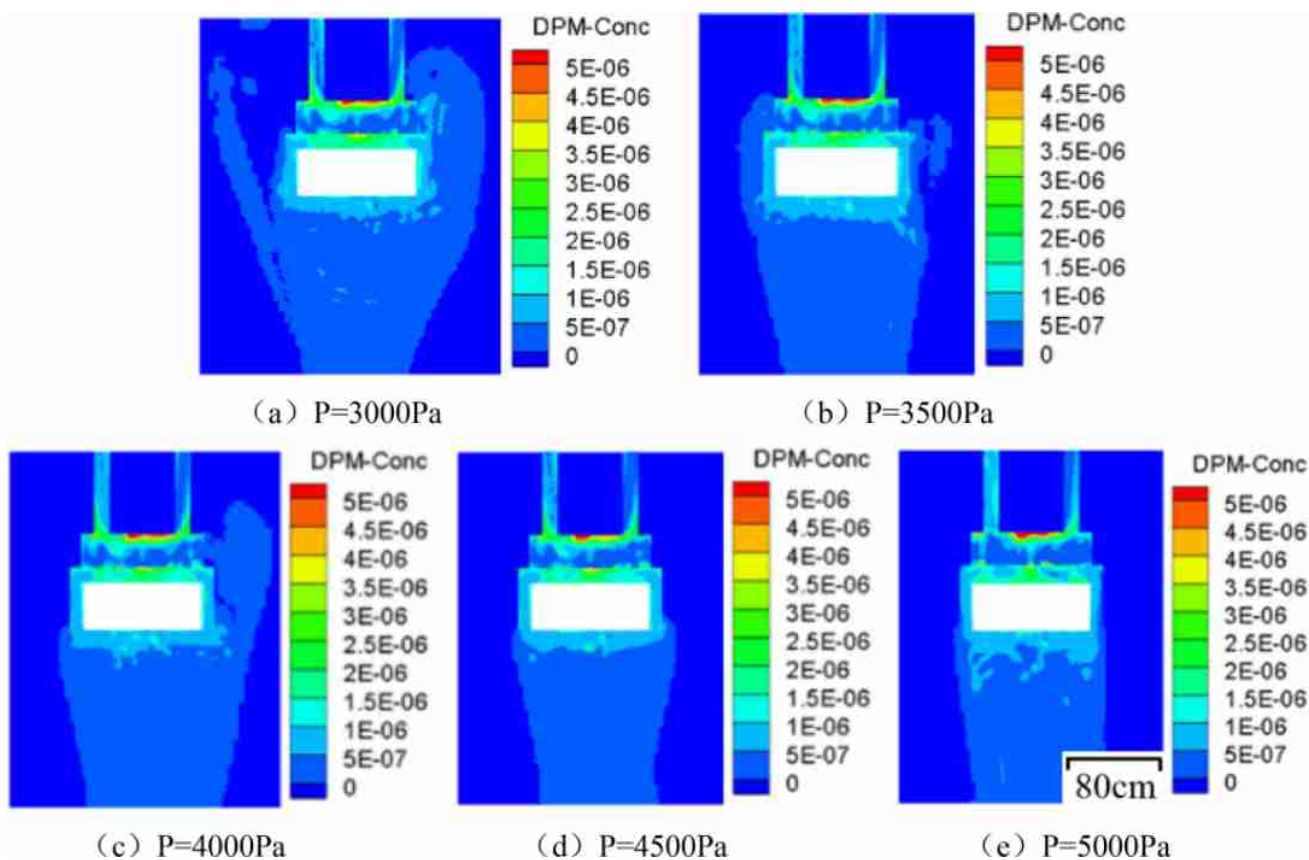 DPM-Conc
5E-06
4.5E-06
4E-06
3.5E-06
3E-06
2.5E-06
2E-06
1.5E-06
1E-06
5E-07
0
(a) P=3000Pa
DPM-Conc
5E-06
4.5E-06
4E-06
3.5E-06
3E-06
2.5E-06
2E-06
1.5E-06
1E-06
5E-07
0
(b) P=3500Pa
DPM-Conc
5E-06
4.5E-06
4E-06
3.5E-06
3E-06
2.5E-06
2E-06
1.5E-06
1E-06
5E-07
0
(c) P=4000Pa
DPM-Conc
5E-06
4.5E-06
4E-06
3.5E-06
3E-06
2.5E-06
2E-06
1.5E-06
1E-06
5E-07
0
(d) P=4500Pa
DPM-Conc
5E-06
4.5E-06
4E-06
3.5E-06
3E-06
2.5E-06
2E-06
1.5E-06
1E-06
5E-07
0
80cm
(e) P=5000Pa